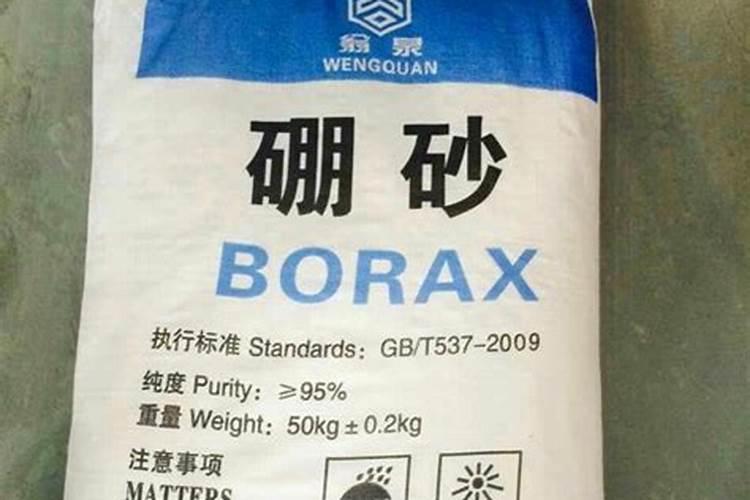 翁泉
WENGQUAN
硼砂
BORAX
执行标准 Standards: GB/T537-2009
纯度 Purity: ≥95%
重量 Weight: 50kg±0.2kg
注意事项
MATTERS